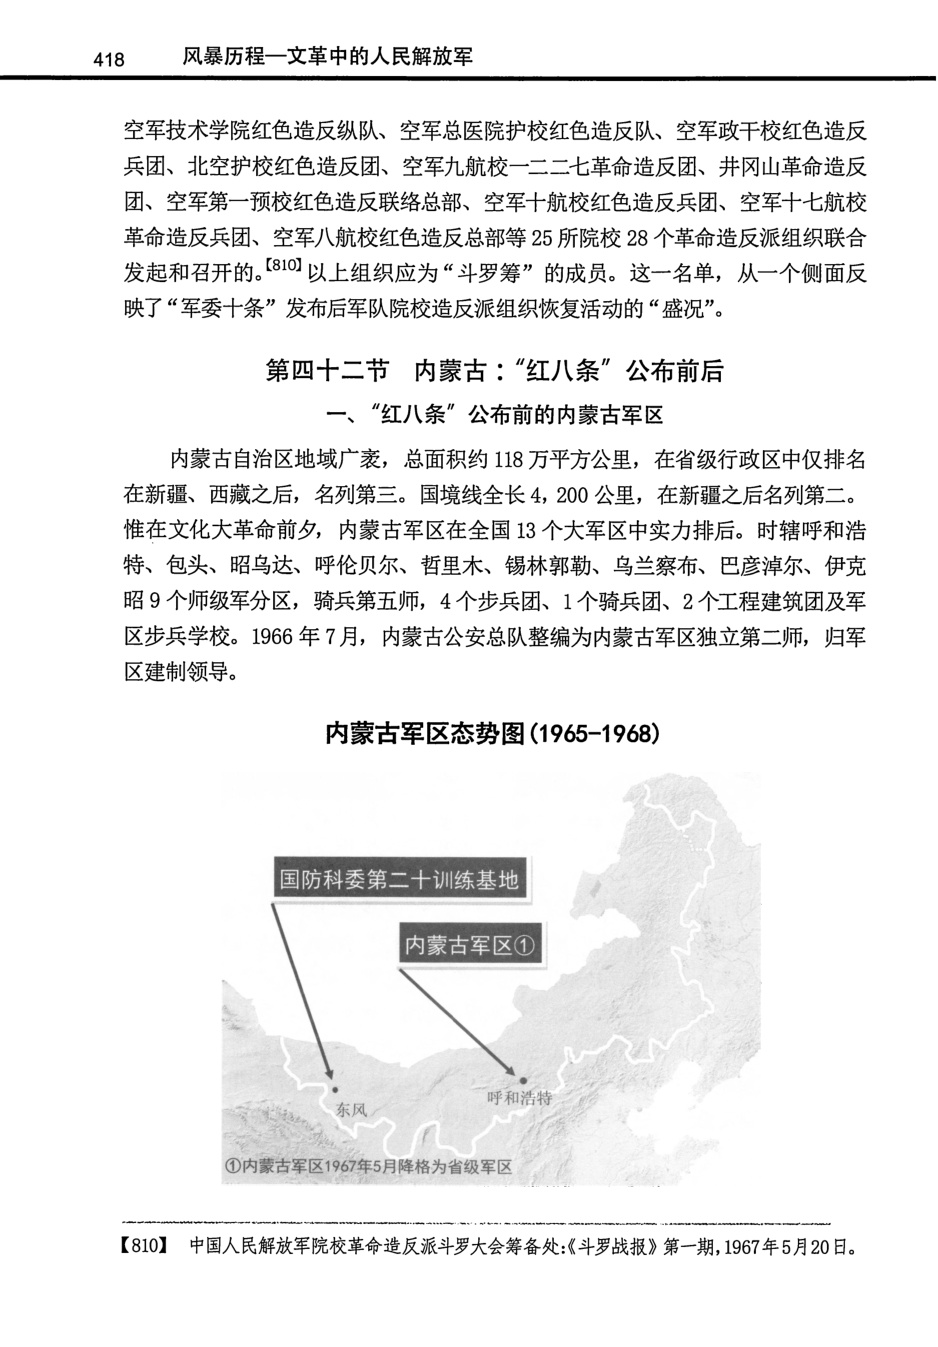 418 风暴历程—文革中的人民解放军
空军技术学院红色造反纵队、空军总医院护校红色造反队、空军政干校红色造反
兵团、北空护校红色造反团、空军九航校一二二七革命造反团、井冈山革命造反
团、空军第一预校红色造反联络总部、空军十航校红色造反兵团、空军十七航校
革命造反兵团、空军八航校红色造反总部等 25 所院校 28 个革命造反派组织联合
发起和召开的。【810】以上组织应为“斗罗筹”的成员。这一名单，从一个侧面反
映了“军委十条”发布后军队院校造反派组织恢复活动的“盛况”。
第四十二节 内蒙古：“红八条”公布前后
一、“红八条”公布前的内蒙古军区
内蒙古自治区地域广袤，总面积约 118 万平方公里，在省级行政区中仅排名
在新疆、西藏之后，名列第三。国境线全长 4，200 公里，在新疆之后名列第二。
惟在文化大革命前夕，内蒙古军区在全国 13 个大军区中实力排后。时辖呼和浩
特、包头、昭乌达、呼伦贝尔、哲里木、锡林郭勒、乌兰察布、巴彦淖尔、伊克
昭 9 个师级军分区，骑兵第五师，4 个步兵团、1 个骑兵团、2 个工程建筑团及军
区步兵学校。1966 年 7 月，内蒙古公安总队整编为内蒙古军区独立第二师，归军
区建制领导。
内蒙古军区态势图(1965-1968)
国防科委第二十训练基地
内蒙古军区①
呼和浩特
东风
①内蒙古军区1967年5月降格为省级军区
【810】 中国人民解放军院校革命造反派斗罗大会筹备处:《斗罗战报》第一期，1967年5月20日。